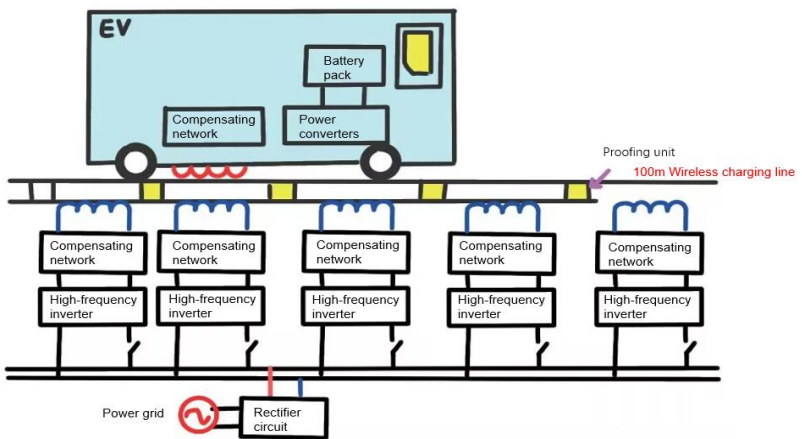 EV
Battery
pack
Compensating
network
Power
converters
Proofing unit
100m Wireless charging line
Compensating
network
Compensating
network
Compensating
network
Compensating
network
Compensating
network
High-frequency
inverter
High-frequency
inverter
High-frequency
inverter
High-frequency
inverter
High-frequency
inverter
Power grid
Rectifier
circuit